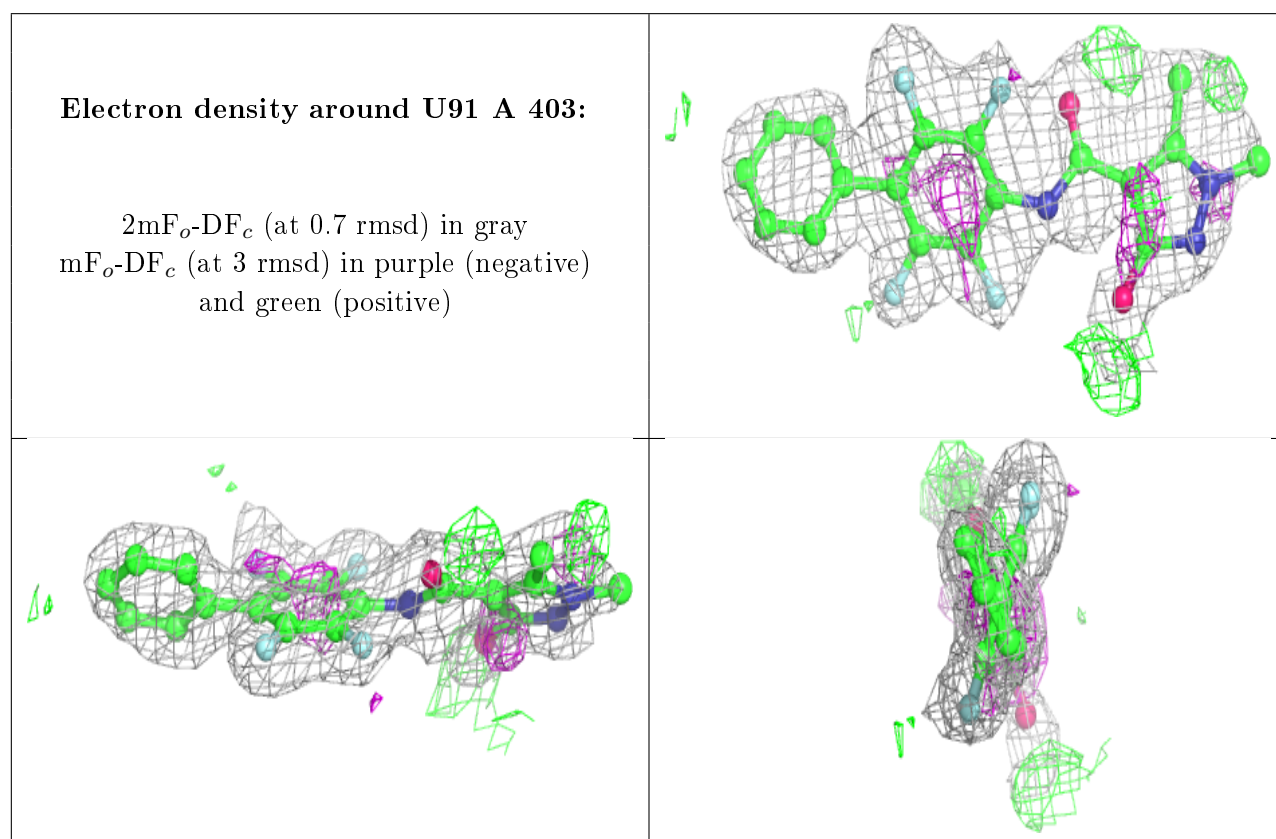 Electron density around U91 A 403:
2mFo-DFc (at 0.7 rmsd) in gray
mFo-DFc (at 3 rmsd) in purple (negative)
and green (positive)